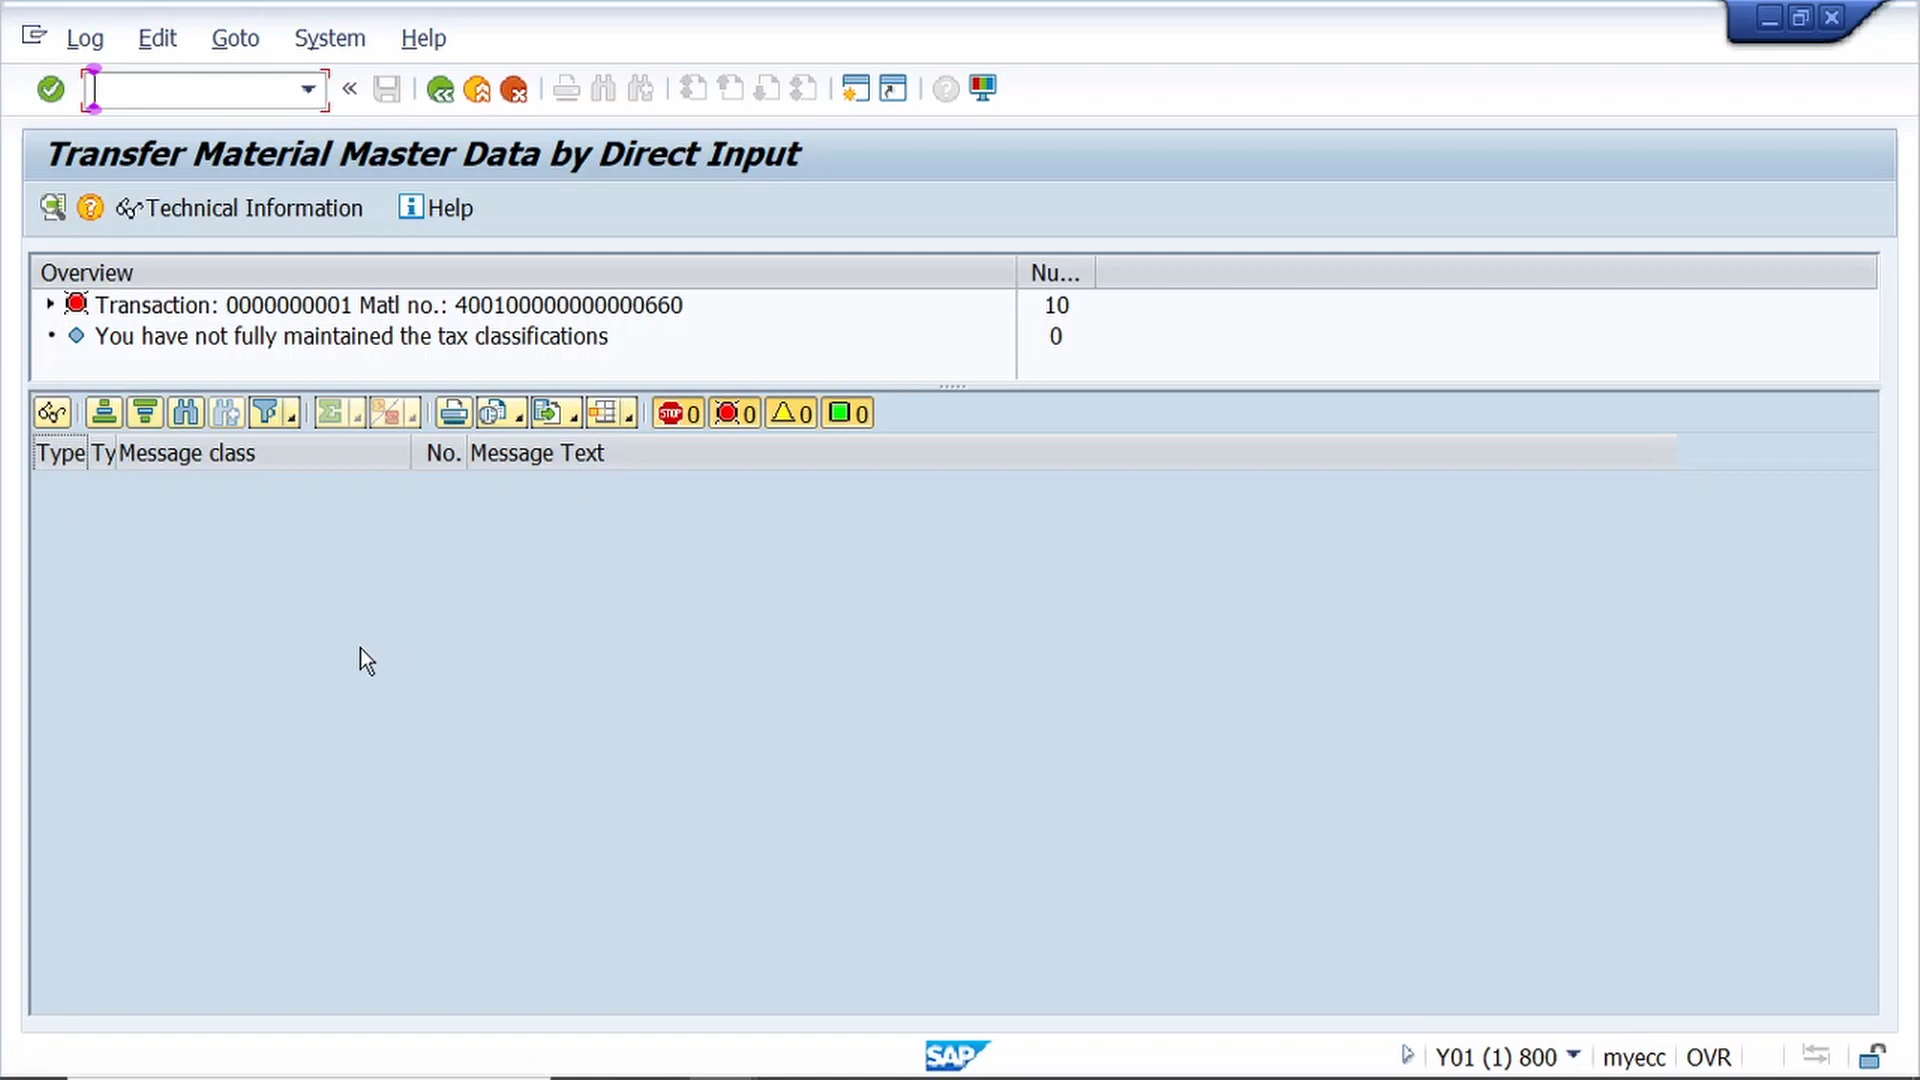 Log Edit Goto System Help
Transfer Material Master Data by Direct Input
Technical Information Help
Overview Nu...
Transaction: 0000000001 Matl no.: 400100000000000660 10
You have not fully maintained the tax classifications 0
STOP 0 0 0 0
Type Ty Message class No. Message Text
SAP Y01 (1) 800 myecc OVR